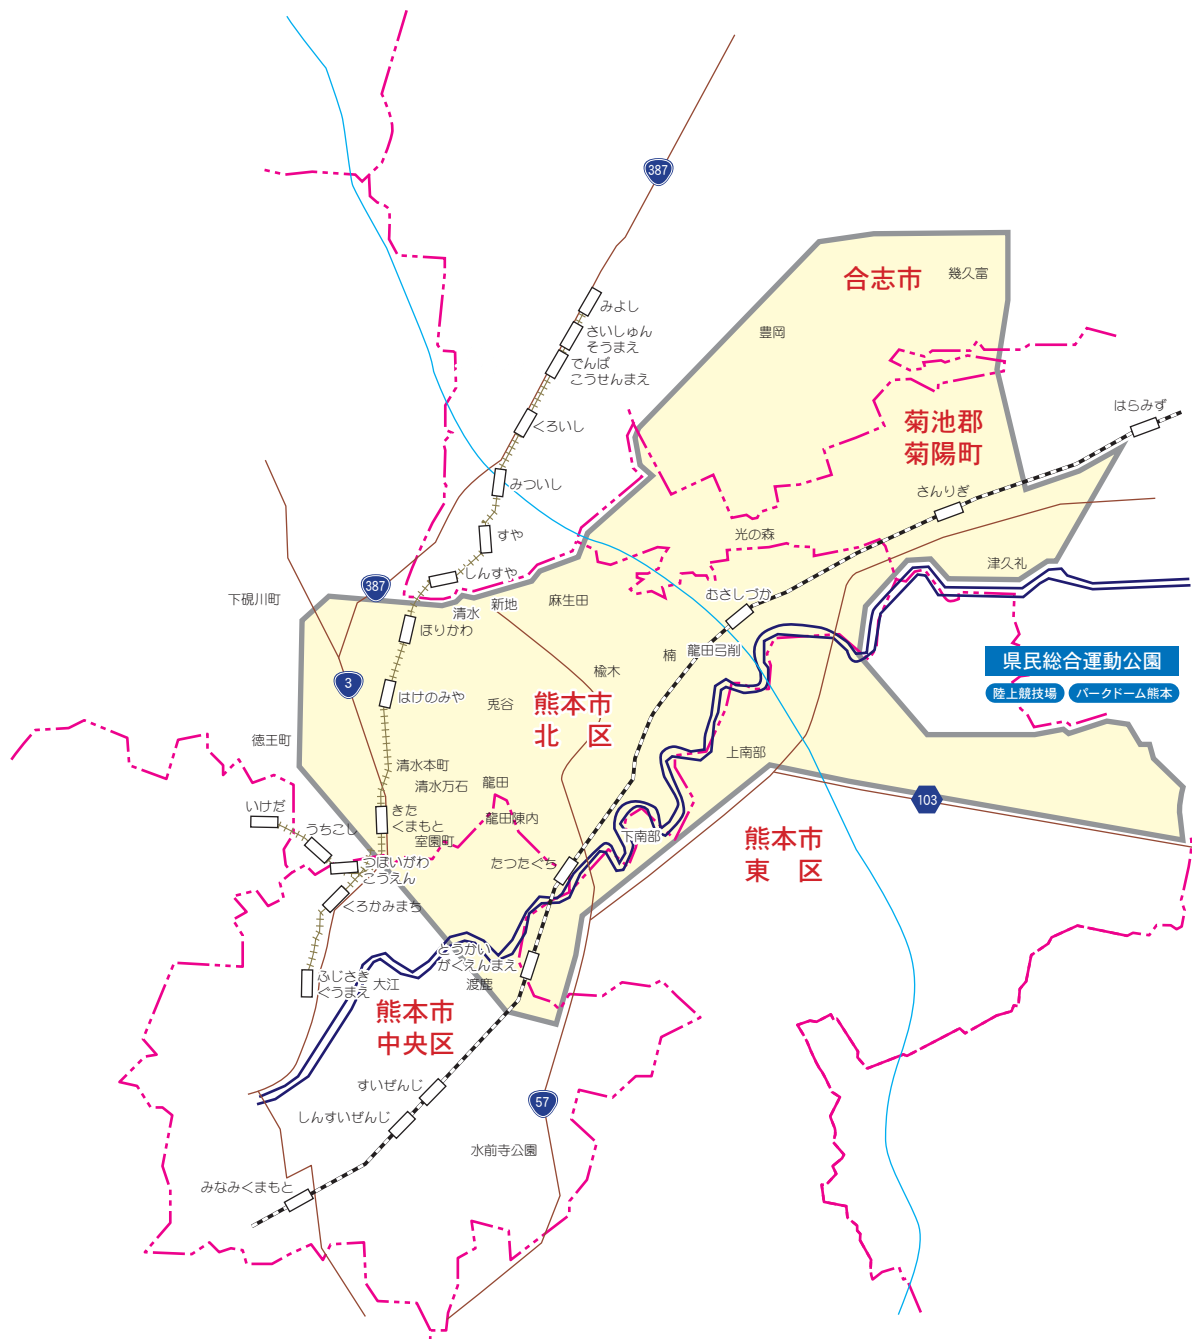 387
合志市
幾久富
みよし
豊岡
さいしゅん
そうまえ
でんぱ
こうせんまえ
はらみず
菊池郡
菊陽町
くろいし
みついし
さんりぎ
すや
光の森
津久礼
しんすや
387
下硯川町
清水
新地
麻生田
むさしづか
ほりかわ
楠
龍田弓削
県民総合運動公園
陸上競技場
パークドーム熊本
3
はけのみや
楡木
兎谷
熊本市
北 区
徳王町
上南部
清水本町
清水万石
龍田
103
いけだ
きた
くまもと
龍田陳内
うちこし
室園町
下南部
熊本市
東 区
つぼいがわ
こうえん
たつたぐち
くろかみまち
とうかい
がくえんまえ
ふじさき
ぐうまえ
大江
渡鹿
熊本市
中央区
すいぜんじ
57
しんすいぜんじ
水前寺公園
みなみくまもと